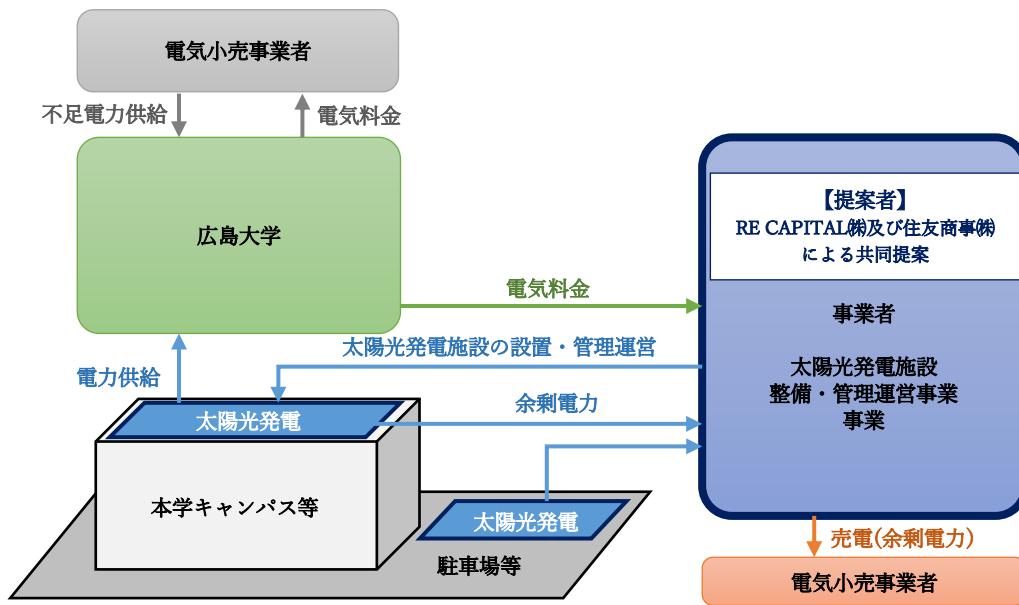 電気小売事業者
不足電力供給
電気料金
広島大学
【提案者】
RE CAPITAL㈱及び住友商事㈱
による共同提案
電気料金
事業者
太陽光発電施設の設置・管理運営
太陽光発電施設
整備・管理運営事業
事業
電力供給
余剰電力
太陽光発電
本学キャンパス等
太陽光発電
駐車場等
売電(余剰電力)
電気小売事業者